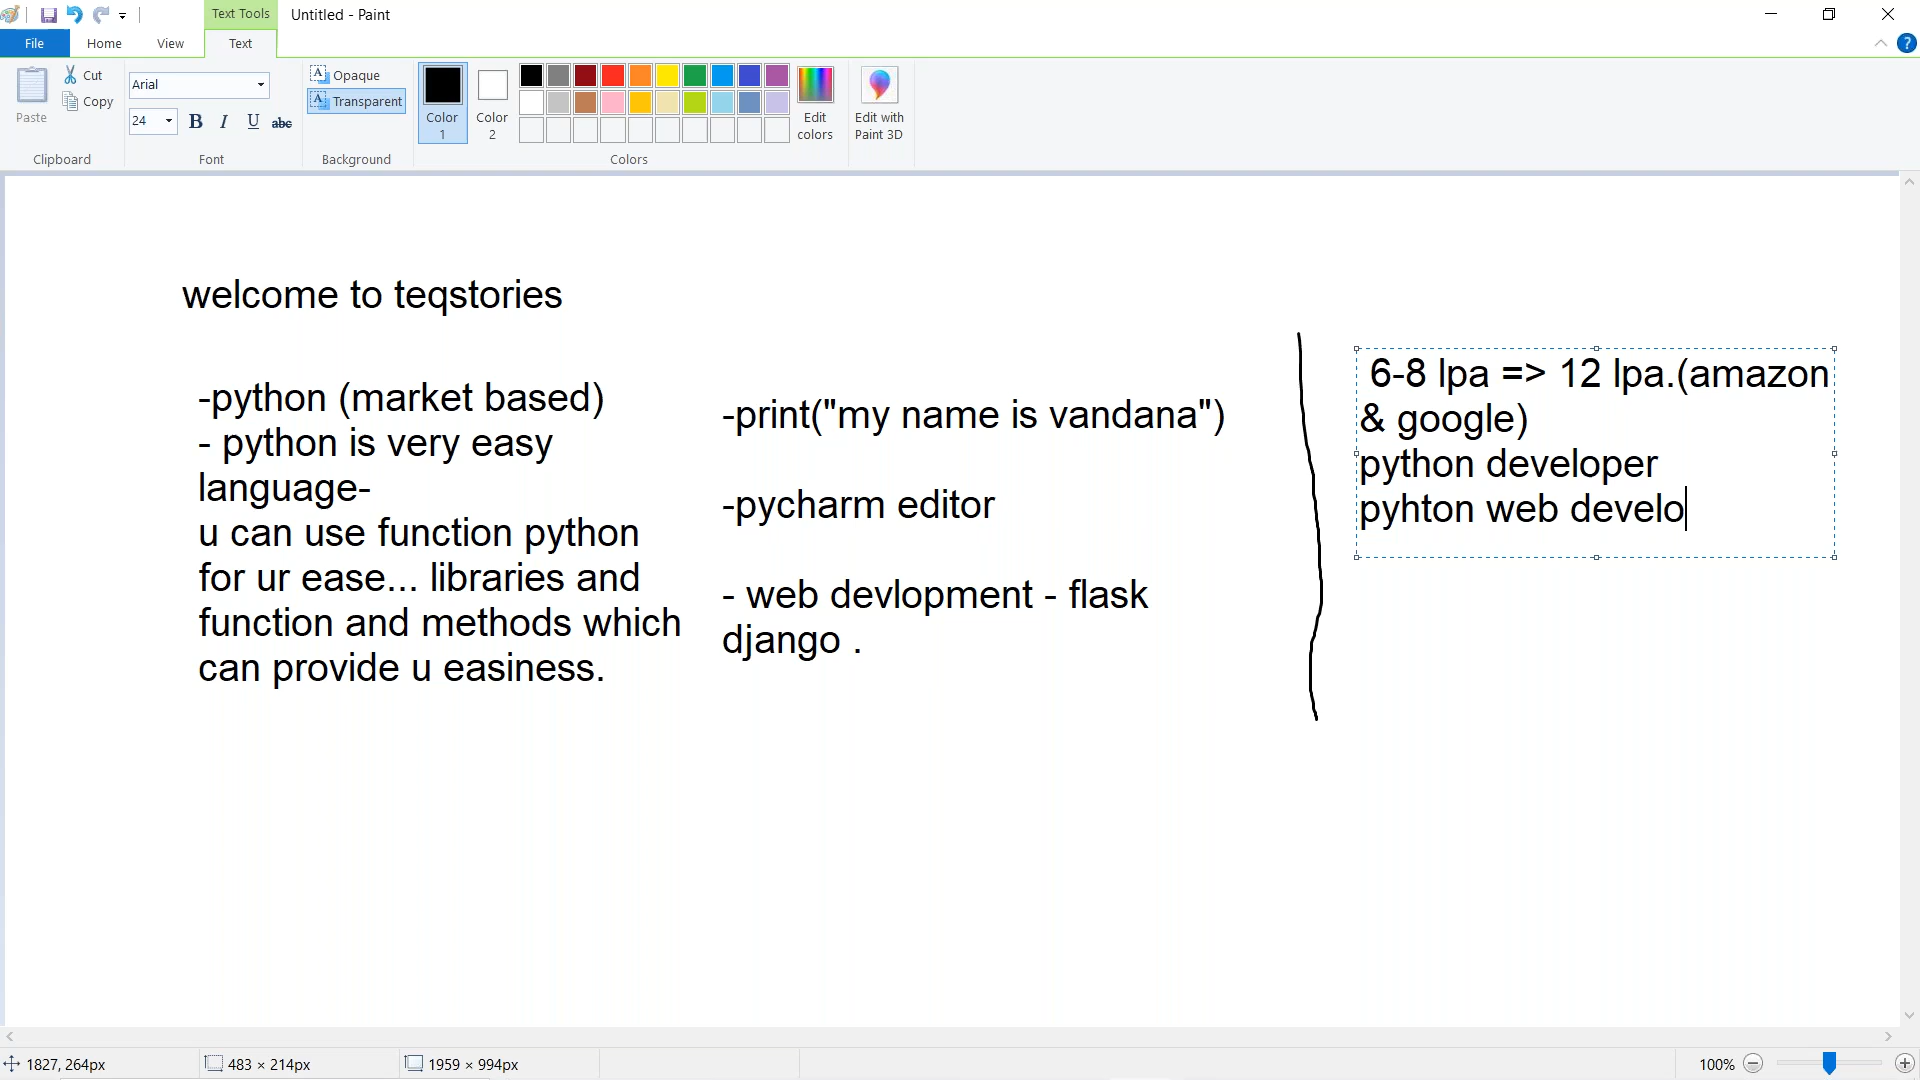 Text Tools
Untitled - Paint
File
Home
View
Text
Paste
Cut
Copy
Clipboard
Arial
24
B I U abc
Font
Opaque
Transparent
Background
Color 1
Color 2
Edit colors
Colors
Edit with Paint 3D
welcome to teqstories
-python (market based)
- python is very easy
language-
u can use function python
for ur ease... libraries and
function and methods which
can provide u easiness.
-print("my name is vandana")
-pycharm editor
- web devlopment - flask
django .
6-8 lpa => 12 lpa.(amazon
& google)
python developer
pyhton web develo
1827, 264px
483 × 214px
1959 × 994px
100%